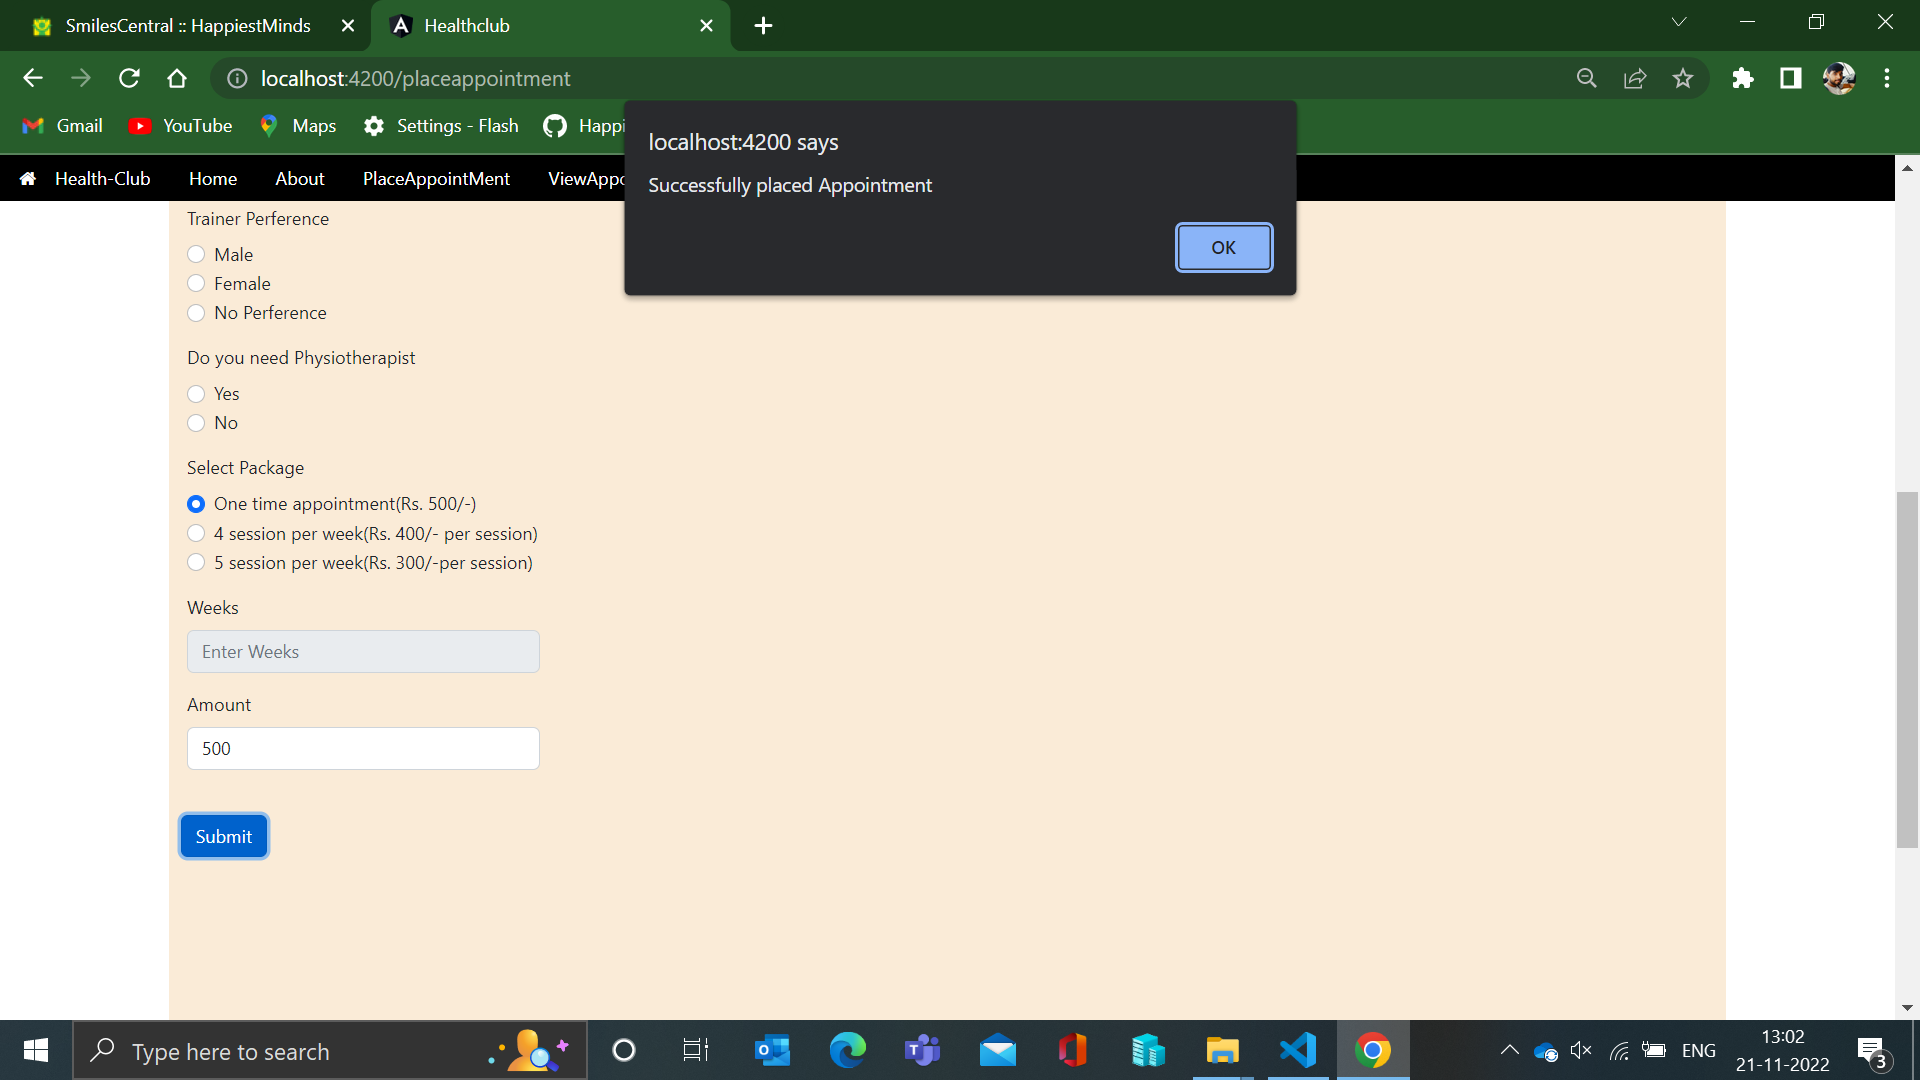 SmilesCentral :: HappiestMinds
Healthclub
localhost:4200/placeappointment
Gmail
YouTube
Maps
Settings - Flash
Happi
localhost:4200 says
Successfully placed Appointment
OK
Health-Club
Home
About
PlaceAppointMent
ViewAppo
Trainer Perference
Male
Female
No Perference
Do you need Physiotherapist
Yes
No
Select Package
One time appointment(Rs. 500/-)
4 session per week(Rs. 400/- per session)
5 session per week(Rs. 300/-per session)
Weeks
Enter Weeks
Amount
500
Submit
Type here to search
ENG
13:02
21-11-2022
3